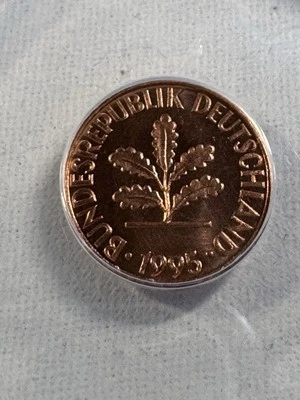 BUNDESREPUBLIK DEUTSCHLAND
· 1995 ·